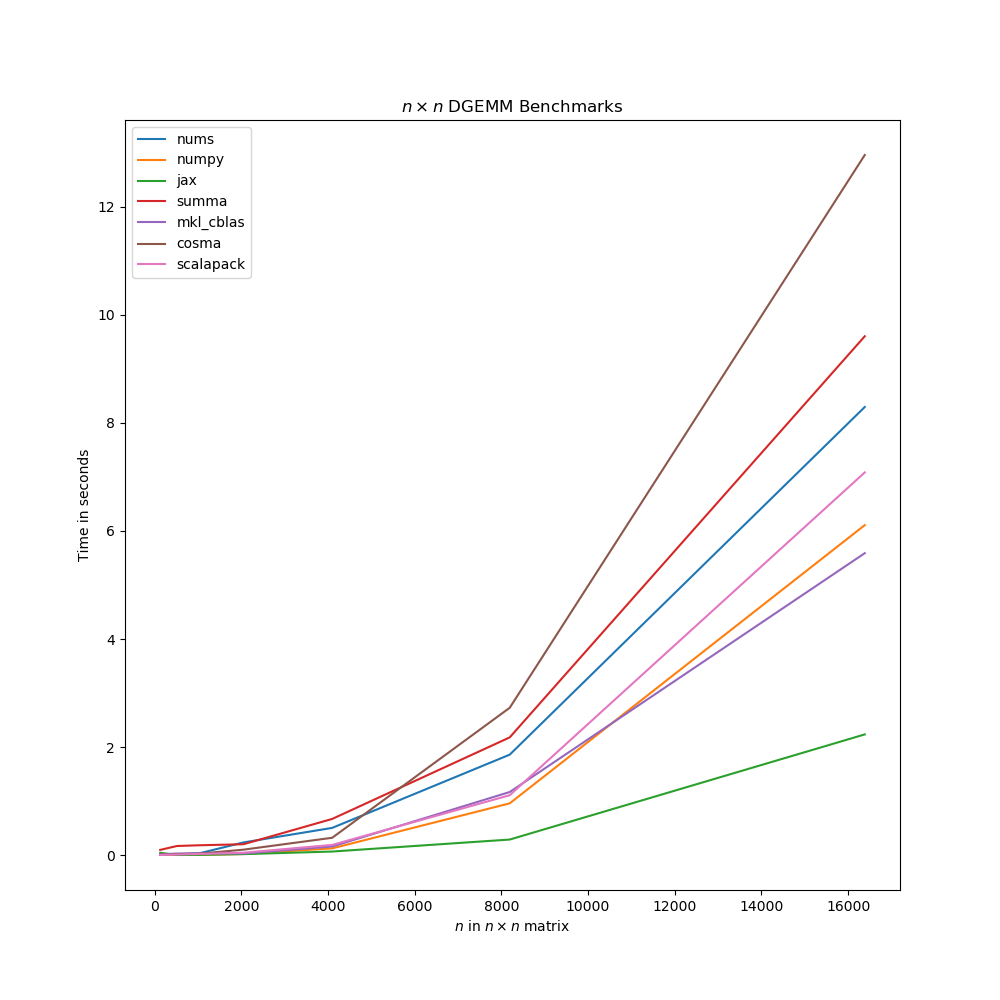 n × n DGEMM Benchmarks
nums
numpy
jax
summa
mkl_cblas
cosma
scalapack
Time in seconds
12
10
8
6
4
2
0
0 2000 4000 6000 8000 10000 12000 14000 16000
n in n × n matrix